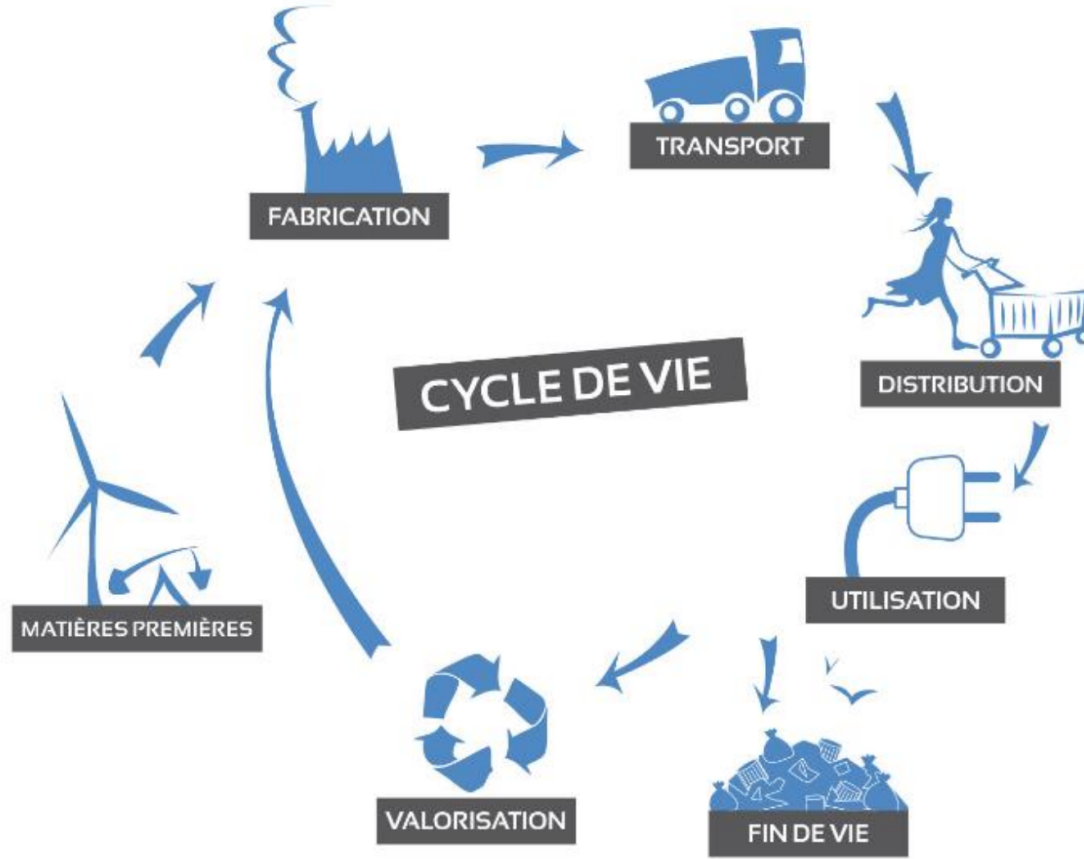 FABRICATION
TRANSPORT
CYCLE DE VIE
DISTRIBUTION
UTILISATION
MATIÈRES PREMIÈRES
VALORISATION
FIN DE VIE